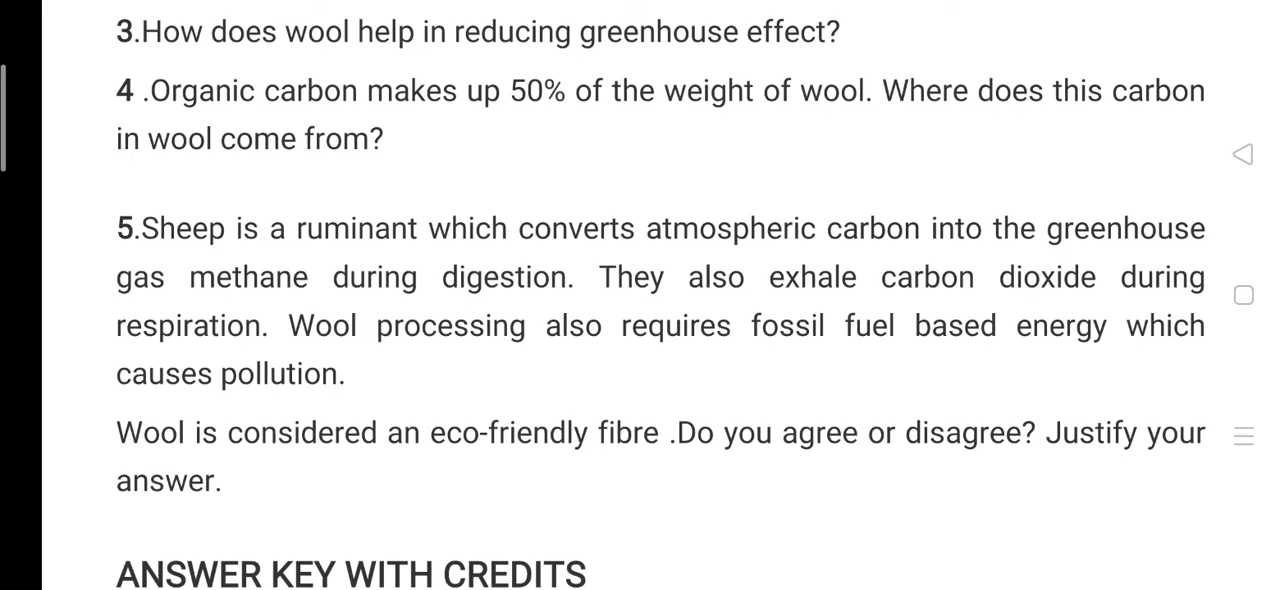 3.How does wool help in reducing greenhouse effect?
4 .Organic carbon makes up 50% of the weight of wool. Where does this carbon
in wool come from?
5.Sheep is a ruminant which converts atmospheric carbon into the greenhouse
gas methane during digestion. They also exhale carbon dioxide during
respiration. Wool processing also requires fossil fuel based energy which
causes pollution.
Wool is considered an eco-friendly fibre .Do you agree or disagree? Justify your
answer.
ANSWER KEY WITH CREDITS